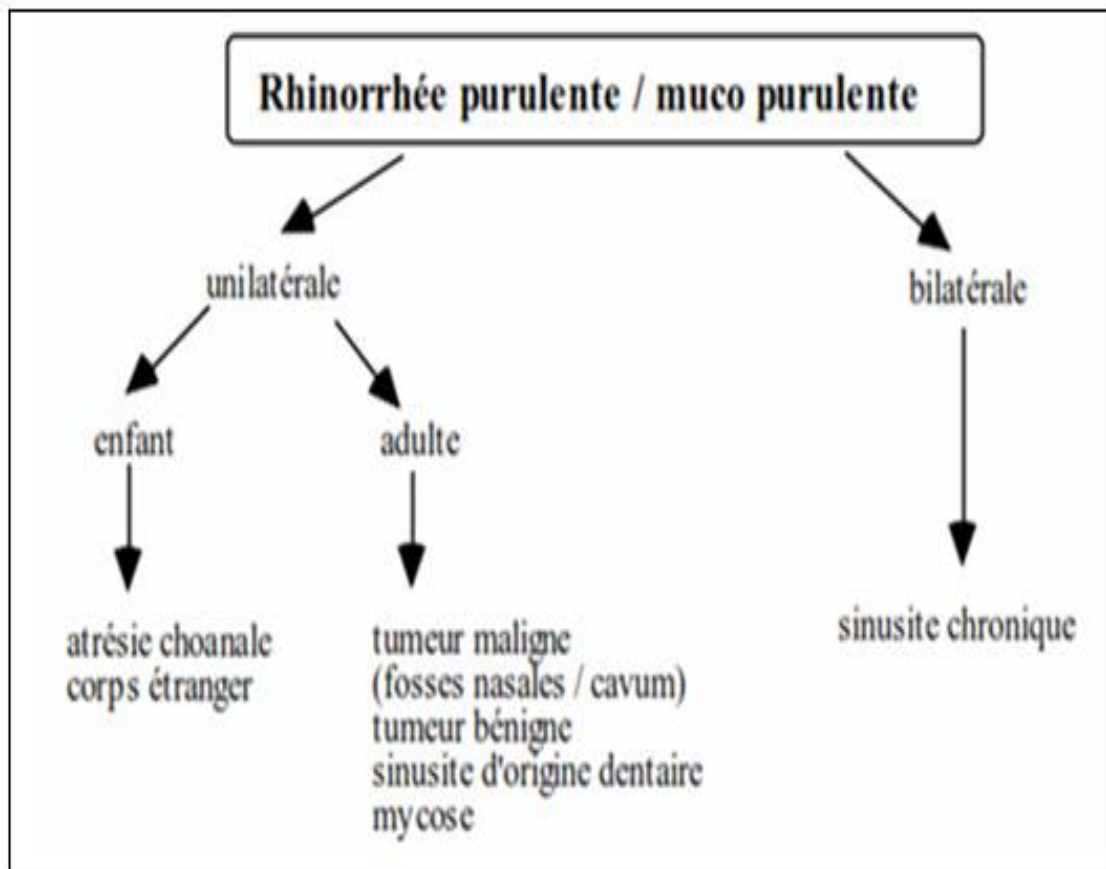 Rhinorrhée purulente / muco purulente
unilatérale
bilatérale
enfant
adulte
atrésie choanale
corps étranger
tumeur maligne
(fosses nasales / cavum)
tumeur bénigne
sinusite d'origine dentaire
mycose
sinusite chronique